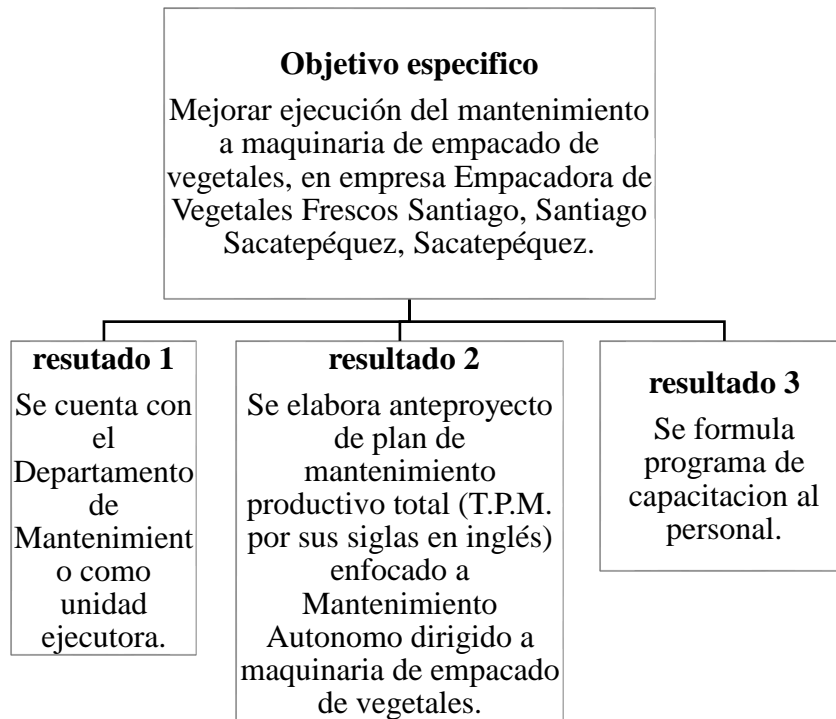 Objetivo especifico
Mejorar ejecución del mantenimiento
a maquinaria de empacado de
vegetales, en empresa Empacadora de
Vegetales Frescos Santiago, Santiago
Sacatepéquez, Sacatepéquez.
resutado 1
Se cuenta con
el
Departamento
de
Mantenimient
o como
unidad
ejecutora.
resultado 2
Se elabora anteproyecto
de plan de
mantenimiento
productivo total (T.P.M.
por sus siglas en inglés)
enfocado a
Mantenimiento
Autonomo dirigido a
maquinaria de empacado
de vegetales.
resultado 3
Se formula
programa de
capacitacion al
personal.